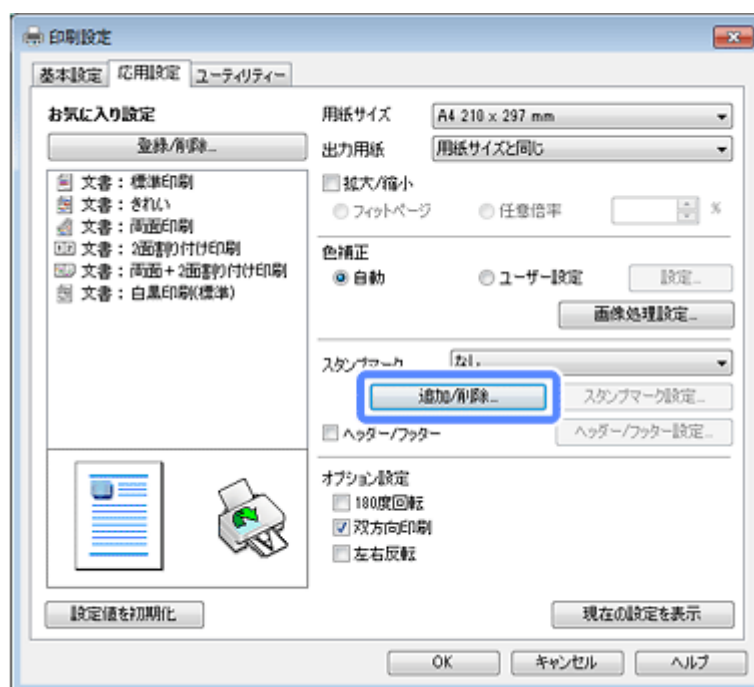 印刷設定
基本設定 応用設定 ユーティリティー
お気に入り設定
登録/削除...
文書：標準印刷
文書：きれい
文書：両面印刷
文書：2面割り付け印刷
文書：両面+2面割り付け印刷
文書：白黒印刷(標準)
用紙サイズ A4 210 x 297 mm
出力用紙 用紙サイズと同じ
拡大/縮小
フィットページ 任意倍率 %
色補正
自動 ユーザー設定 設定...
画像処理設定...
スタンプマーク なし
追加/削除... スタンプマーク設定...
ヘッダー/フッター ヘッダー/フッター設定...
オプション設定
180度回転
双方向印刷
左右反転
設定値を初期化 現在の設定を表示
OK キャンセル ヘルプ